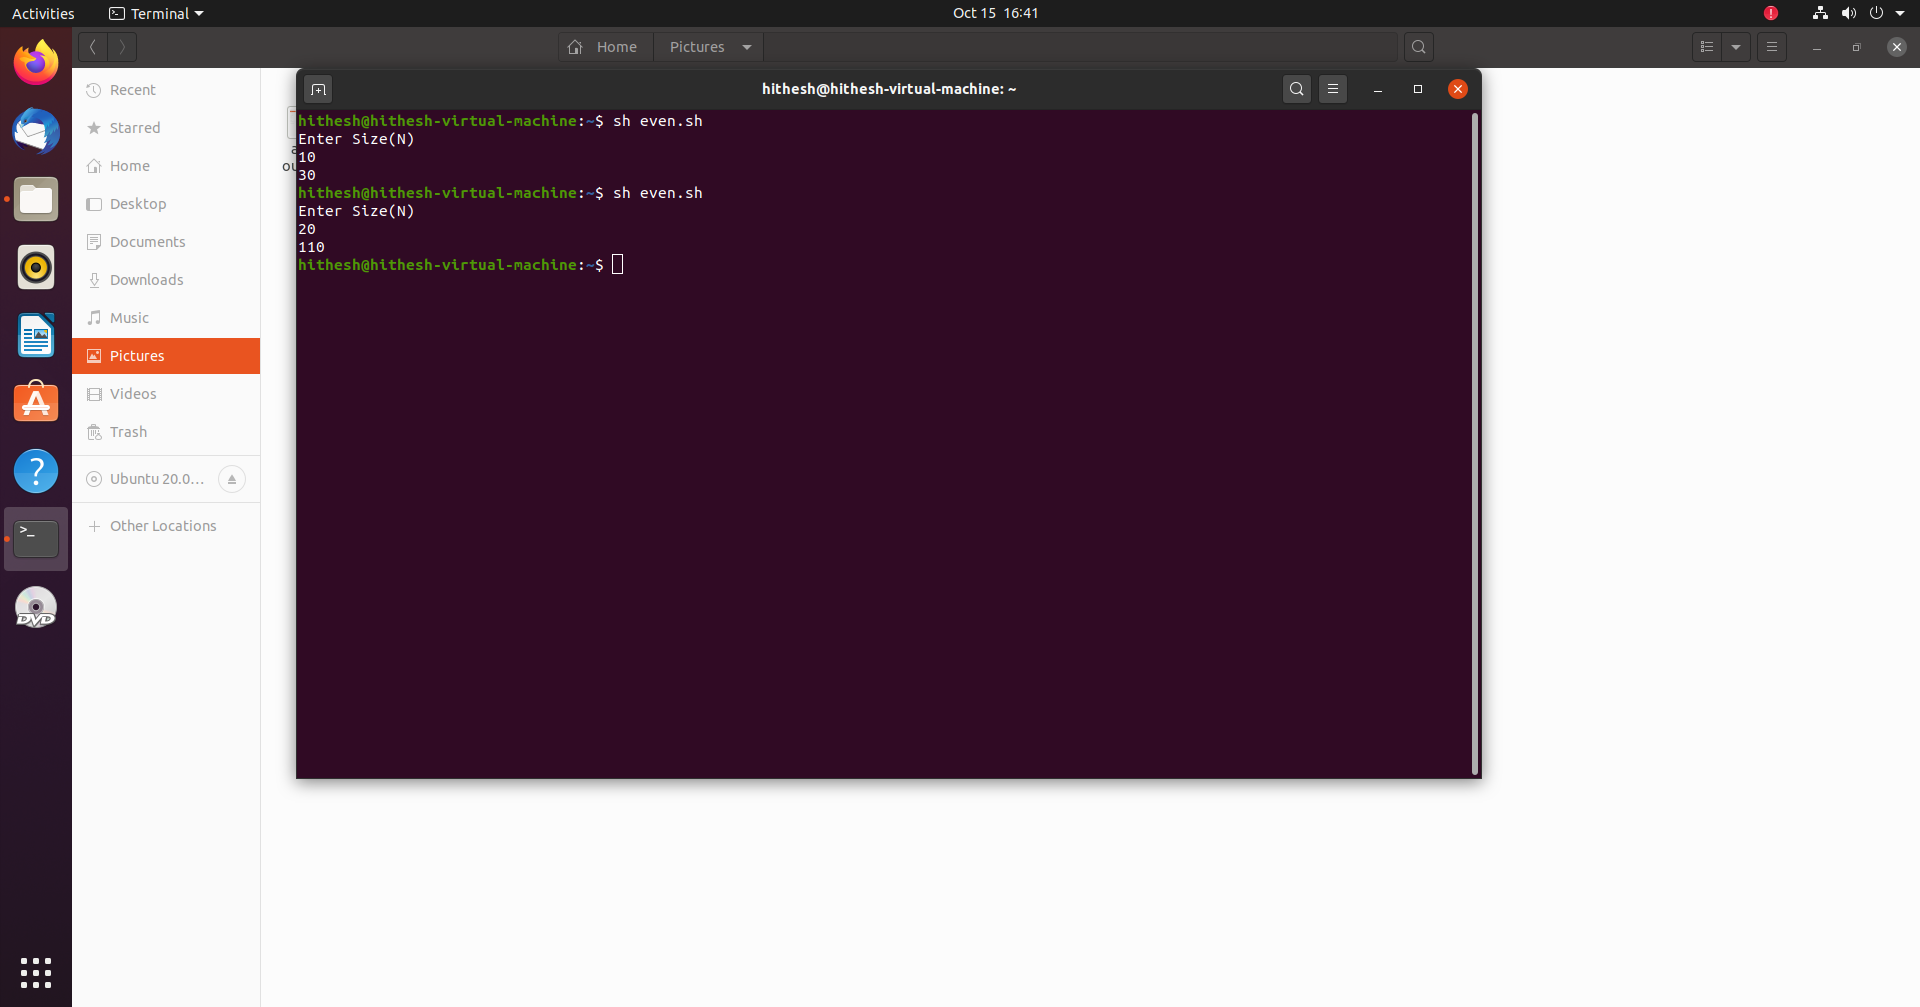 Activities
Terminal
Oct 15 16:41
Home
Pictures
hithesh@hithesh-virtual-machine: ~
Recent
Starred
Home
Desktop
Documents
Downloads
Music
Pictures
Videos
Trash
Ubuntu 20.0...
Other Locations
hithesh@hithesh-virtual-machine:~$ sh even.sh
Enter Size(N)
10
30
hithesh@hithesh-virtual-machine:~$ sh even.sh
Enter Size(N)
20
110
hithesh@hithesh-virtual-machine:~$
DVD